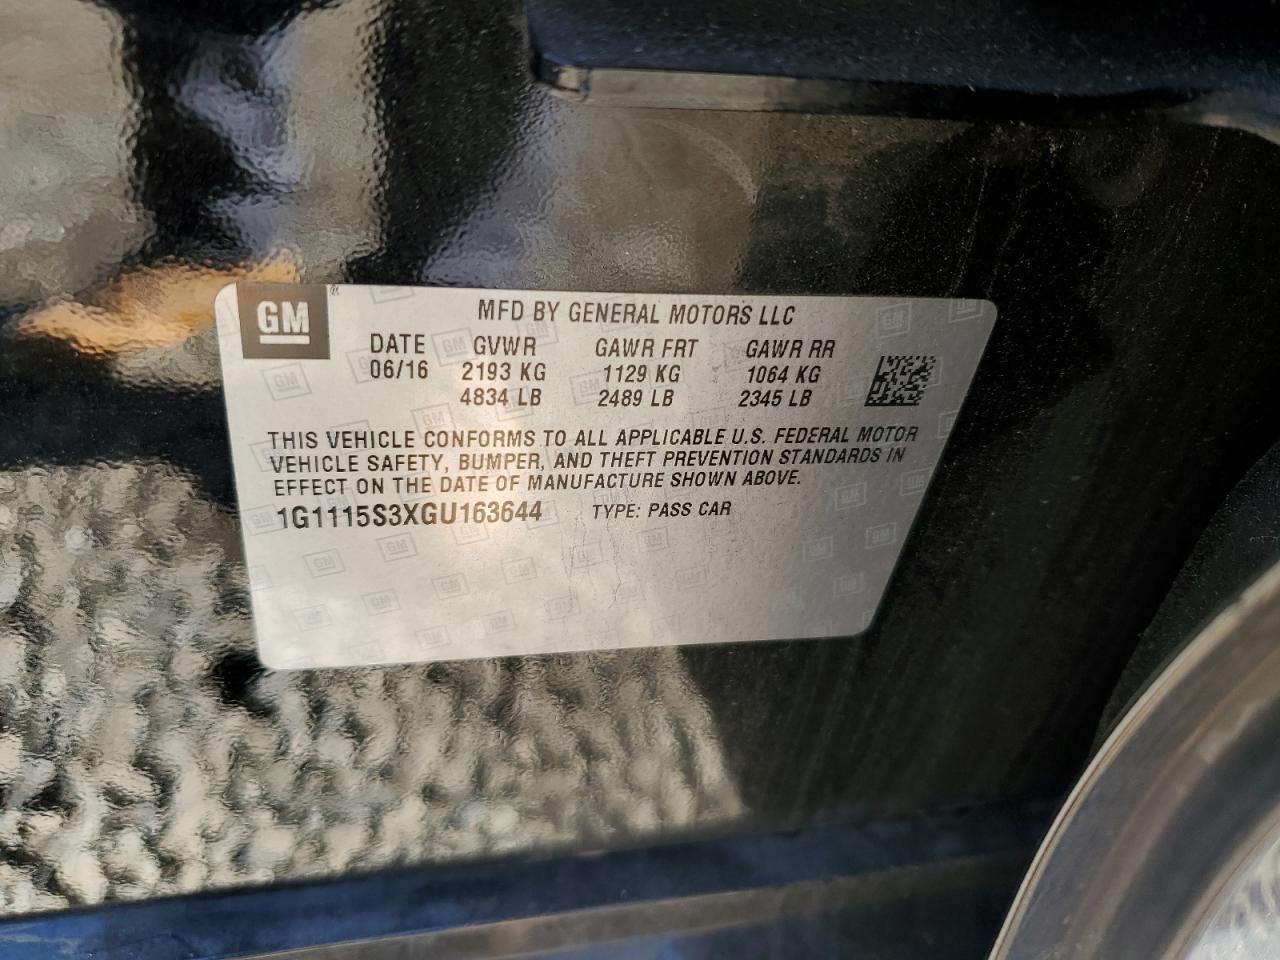 GM
MFD BY GENERAL MOTORS LLC
DATE GVWR GAWR FRT GAWR RR
06/16 2193 KG 1129 KG 1064 KG
4834 LB 2489 LB 2345 LB
THIS VEHICLE CONFORMS TO ALL APPLICABLE U.S. FEDERAL MOTOR
VEHICLE SAFETY, BUMPER, AND THEFT PREVENTION STANDARDS IN
EFFECT ON THE DATE OF MANUFACTURE SHOWN ABOVE.
1G1115S3XGU163644 TYPE: PASS CAR